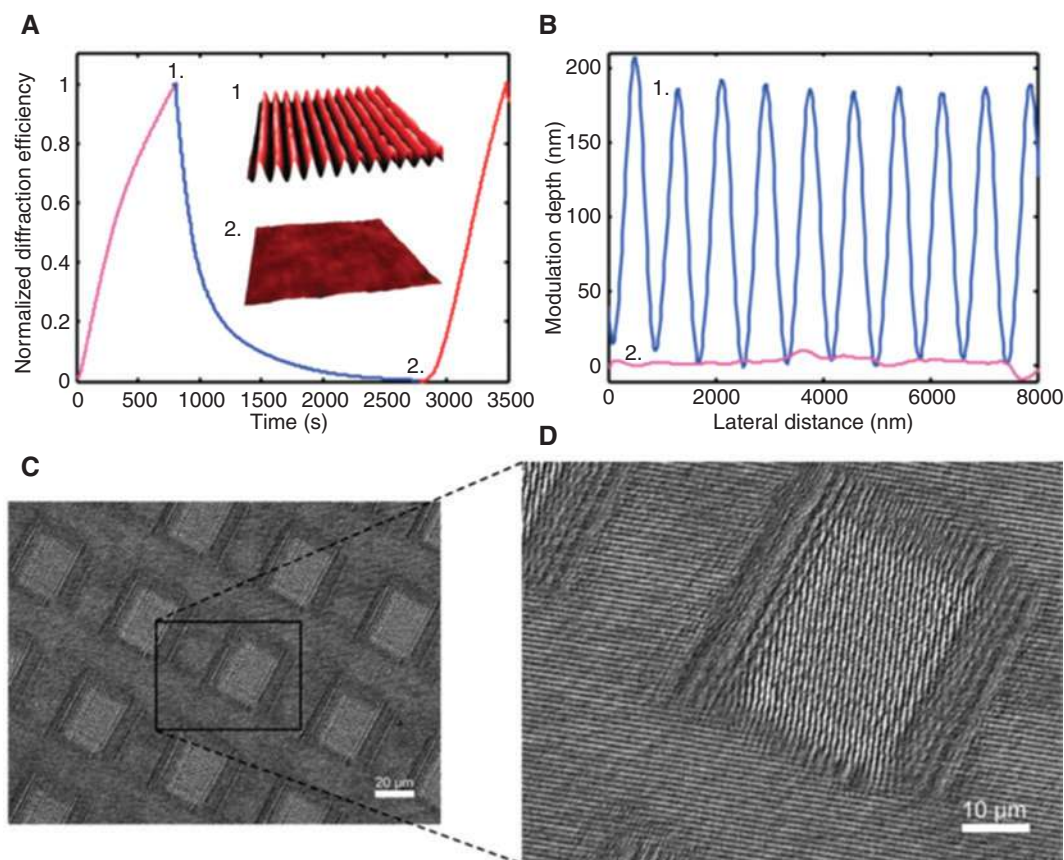 A
Normalized diffraction efficiency
1
0.8
0.6
0.4
0.2
0
1.
1
2.
2.
0 500 1000 1500 2000 2500 3000 3500
Time (s)
B
Modulation depth (nm)
200
150
100
50
0
1.
2.
0 2000 4000 6000 8000
Lateral distance (nm)
C
20 µm
D
10 µm